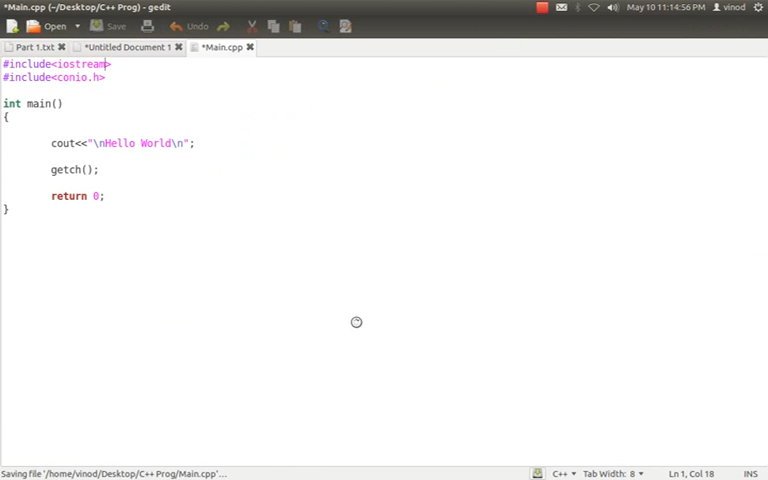 *Main.cpp (~/Desktop/C++ Prog) - gedit
May 10 11:14:56 PM
vinod
Open
Save
Undo
Part 1.txt
*Untitled Document 1
*Main.cpp
#include<iostream>
#include<conio.h>
int main()
{
cout<<"\nHello World\n";
getch();
return 0;
}
Saving file '/home/vinod/Desktop/C++ Prog/Main.cpp'...
C++
Tab Width: 8
Ln 1, Col 18
INS